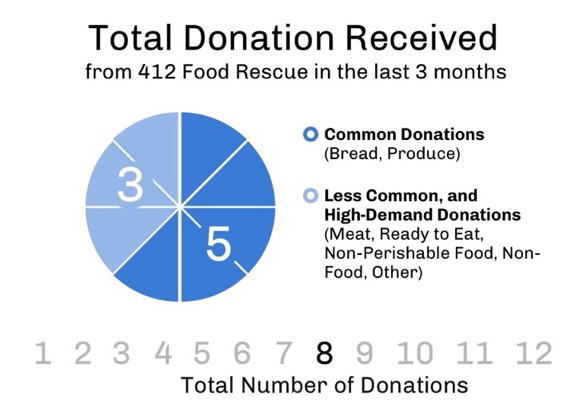 Total Donation Received
from 412 Food Rescue in the last 3 months
3
5
Common Donations
(Bread, Produce)
Less Common, and
High-Demand Donations
(Meat, Ready to Eat,
Non-Perishable Food, Non-
Food, Other)
1 2 3 4 5 6 7 8 9 10 11 12
Total Number of Donations